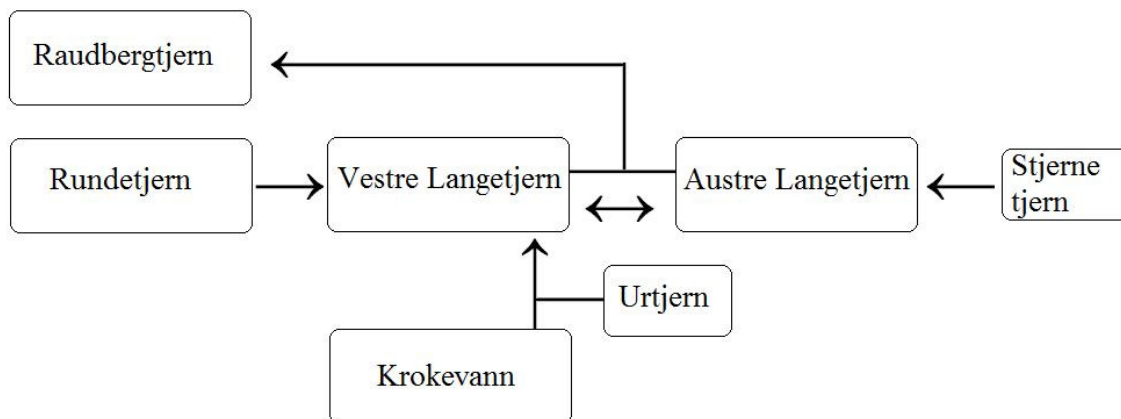 Raudbergtjern
Rundetjern
Vestre Langetjern
Austre Langetjern
Stjerne
tjern
Urtjern
Krokevann